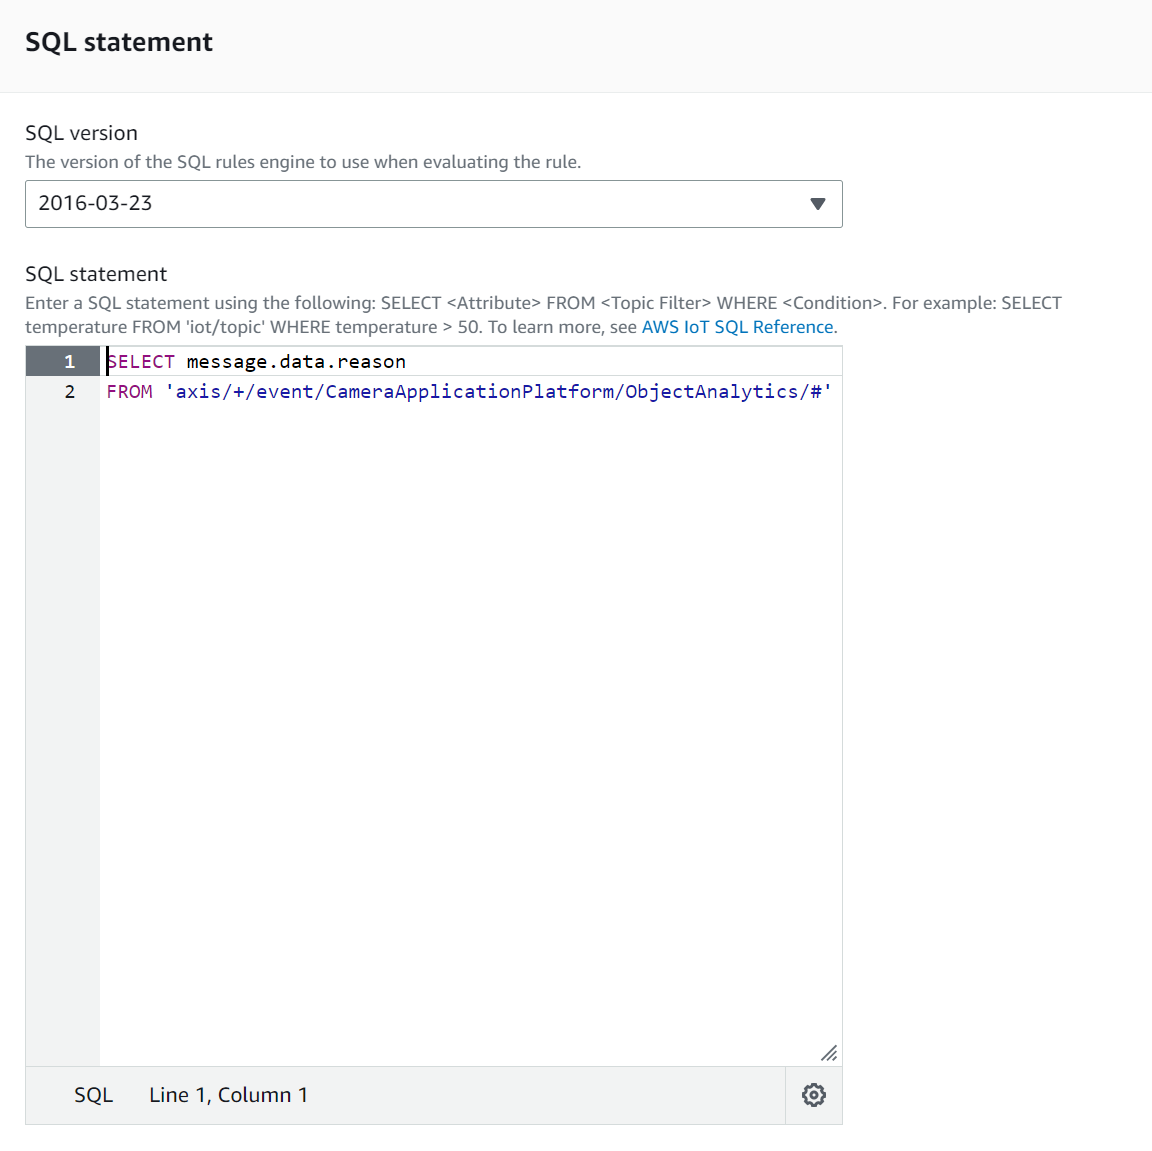 SQL statement
SQL version
The version of the SQL rules engine to use when evaluating the rule.
2016-03-23
SQL statement
Enter a SQL statement using the following: SELECT <Attribute> FROM <Topic Filter> WHERE <Condition>. For example: SELECT
temperature FROM 'iot/topic' WHERE temperature > 50. To learn more, see AWS IoT SQL Reference.
1 SELECT message.data.reason
2 FROM 'axis/+/event/CameraApplicationPlatform/ObjectAnalytics/#'
SQL Line 1, Column 1